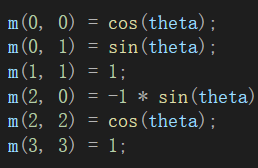 m(0, 0) = cos(theta);
m(0, 1) = sin(theta);
m(1, 1) = 1;
m(2, 0) = -1 * sin(theta)
m(2, 2) = cos(theta);
m(3, 3) = 1;